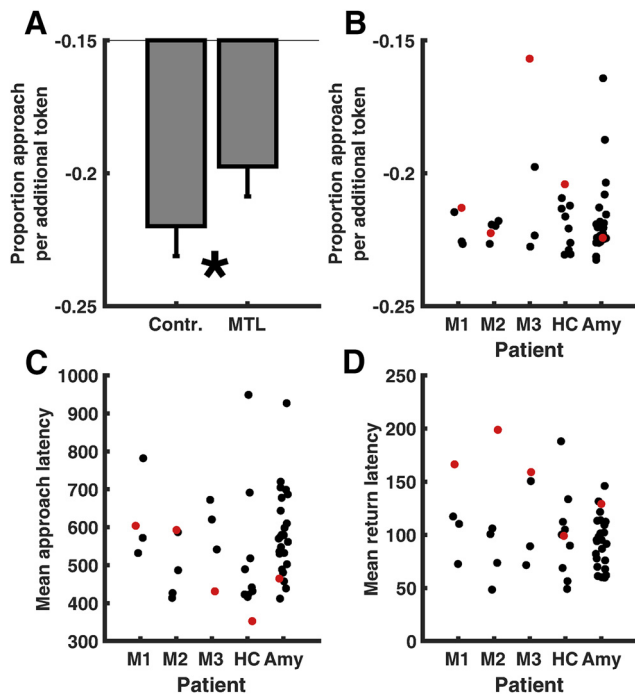 A
Proportion approach
per additional token
-0.15
-0.2
-0.25
*
Contr. MTL
B
Proportion approach
per additional token
-0.15
-0.2
-0.25
M1 M2 M3 HC Amy
Patient
C
Mean approach latency
1000
900
800
700
600
500
400
300
M1 M2 M3 HC Amy
Patient
D
Mean return latency
250
200
150
100
50
0
M1 M2 M3 HC Amy
Patient